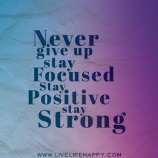 Never
give up
stay
Focused
stay
Positive
stay
Strong
WWW.LIVELIFEHAPPY.COM